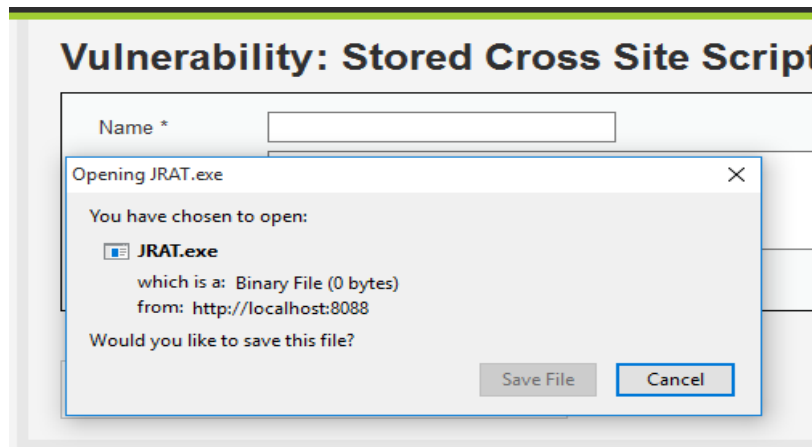 Vulnerability: Stored Cross Site Script
Name *
Opening JRAT.exe
You have chosen to open:
JRAT.exe
which is a: Binary File (0 bytes)
from: http://localhost:8088
Would you like to save this file?
Save File Cancel